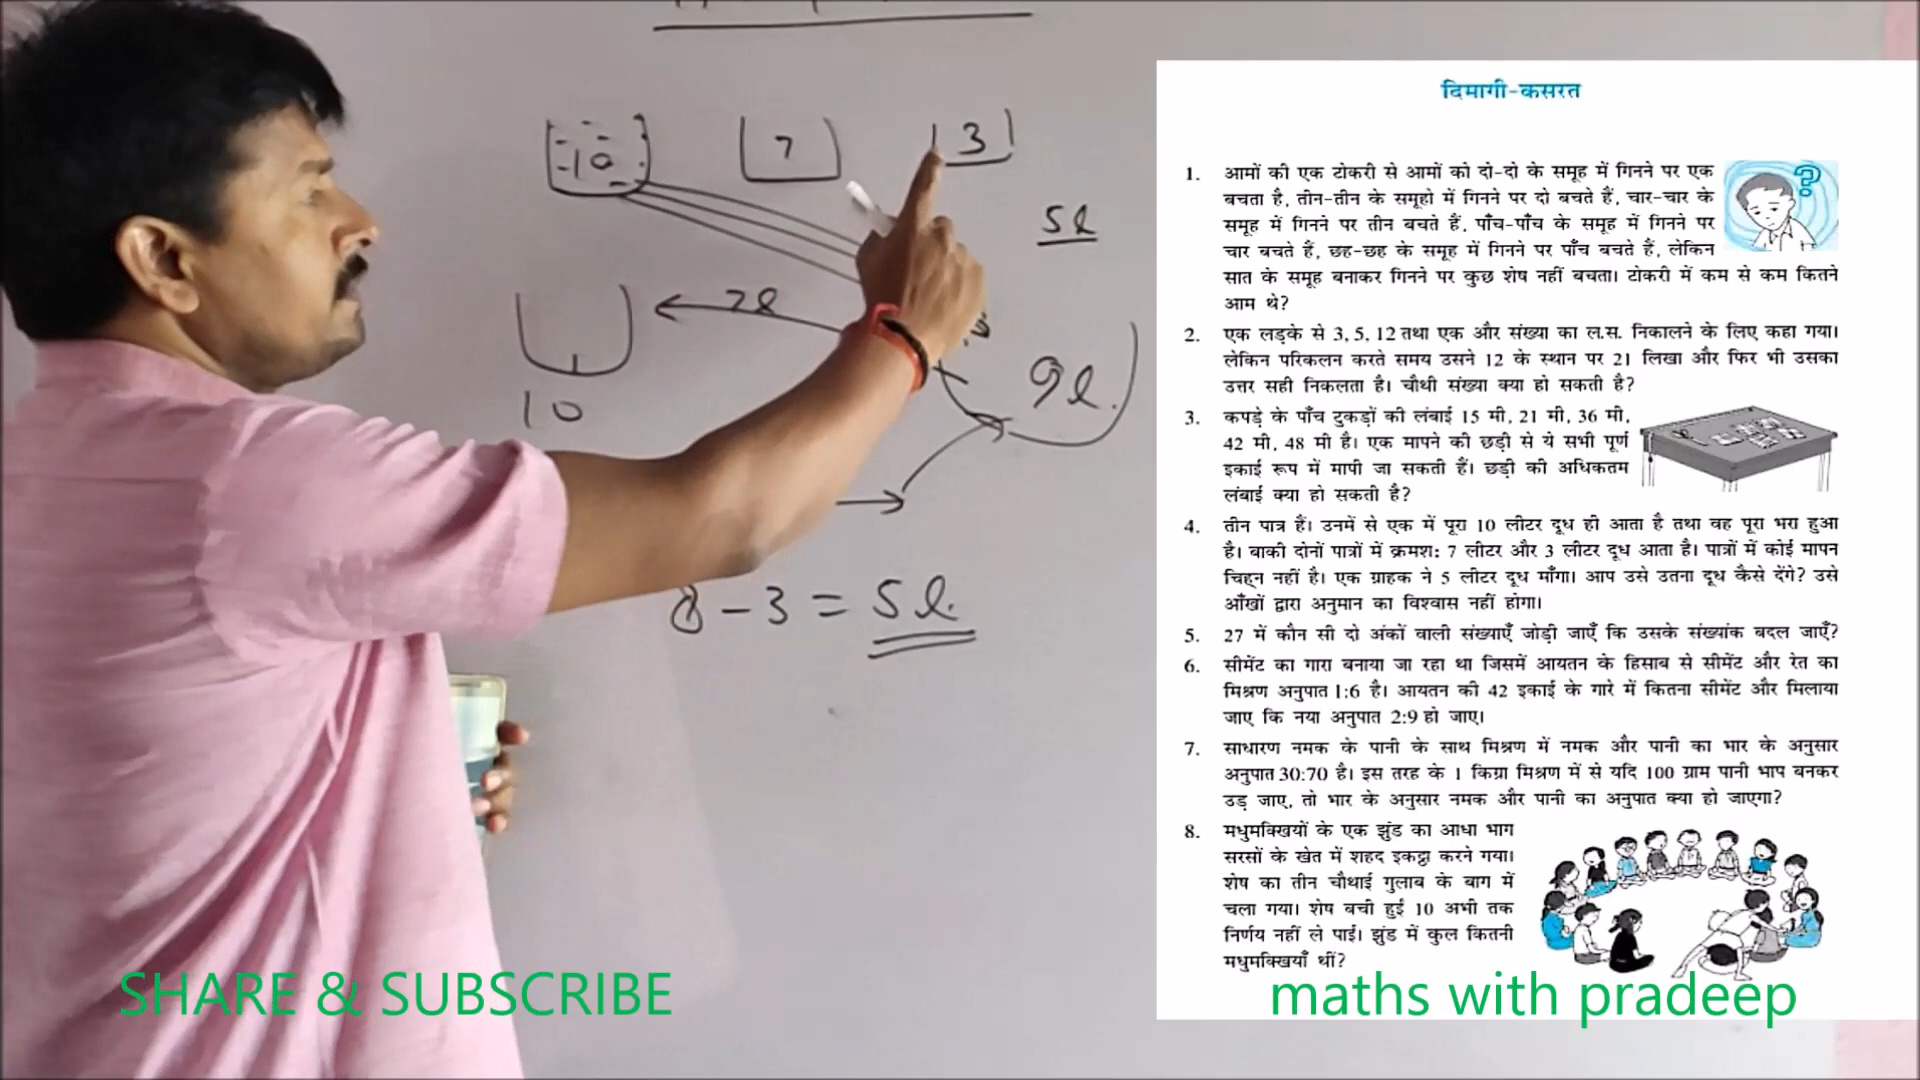 10
7
3
5l
7l
9l.
10
8 - 3 = 5l.
दिमागी-कसरत
1. आमों की एक टोकरी से आमों को दो-दो के समूह में गिनने पर एक
बचता है, तीन-तीन के समूहो में गिनने पर दो बचते हैं, चार-चार के
समूह में गिनने पर तीन बचते हैं, पाँच-पाँच के समूह में गिनने पर
चार बचते हैं, छह-छह के समूह में गिनने पर पाँच बचते हैं, लेकिन
सात के समूह बनाकर गिनने पर कुछ शेष नहीं बचता। टोकरी में कम से कम कितने
आम थे?
?
2. एक लड़के से 3, 5, 12 तथा एक और संख्या का ल.स. निकालने के लिए कहा गया।
लेकिन परिकलन करते समय उसने 12 के स्थान पर 21 लिखा और फिर भी उसका
उत्तर सही निकलता है। चौथी संख्या क्या हो सकती है?
3. कपड़े के पाँच टुकड़ों की लंबाई 15 मी, 21 मी, 36 मी,
42 मी, 48 मी है। एक मापने की छड़ी से ये सभी पूर्ण
इकाई रूप में मापी जा सकती हैं। छड़ी की अधिकतम
लंबाई क्या हो सकती है?
4. तीन पात्र हैं। उनमें से एक में पूरा 10 लीटर दूध ही आता है तथा वह पूरा भरा हुआ
है। बाकी दोनों पात्रों में क्रमश: 7 लीटर और 3 लीटर दूध आता है। पात्रों में कोई मापन
चिह्न नहीं है। एक ग्राहक ने 5 लीटर दूध माँगा। आप उसे उतना दूध कैसे देंगे? उसे
आँखों द्वारा अनुमान का विश्वास नहीं होगा।
5. 27 में कौन सी दो अंकों वाली संख्याएँ जोड़ी जाएँ कि उसके संख्यांक बदल जाएँ?
6. सीमेंट का गारा बनाया जा रहा था जिसमें आयतन के हिसाब से सीमेंट और रेत का
मिश्रण अनुपात 1:6 है। आयतन की 42 इकाई के गारे में कितना सीमेंट और मिलाया
जाए कि नया अनुपात 2:9 हो जाए।
7. साधारण नमक के पानी के साथ मिश्रण में नमक और पानी का भार के अनुसार
अनुपात 30:70 है। इस तरह के 1 किग्रा मिश्रण में से यदि 100 ग्राम पानी भाप बनकर
उड़ जाए, तो भार के अनुसार नमक और पानी का अनुपात क्या हो जाएगा?
8. मधुमक्खियों के एक झुंड का आधा भाग
सरसों के खेत में शहद इकट्ठा करने गया।
शेष का तीन चौथाई गुलाब के बाग में
चला गया। शेष बची हुई 10 अभी तक
निर्णय नहीं ले पाईं। झुंड में कुल कितनी
मधुमक्खियाँ थीं?
SHARE & SUBSCRIBE
maths with pradeep